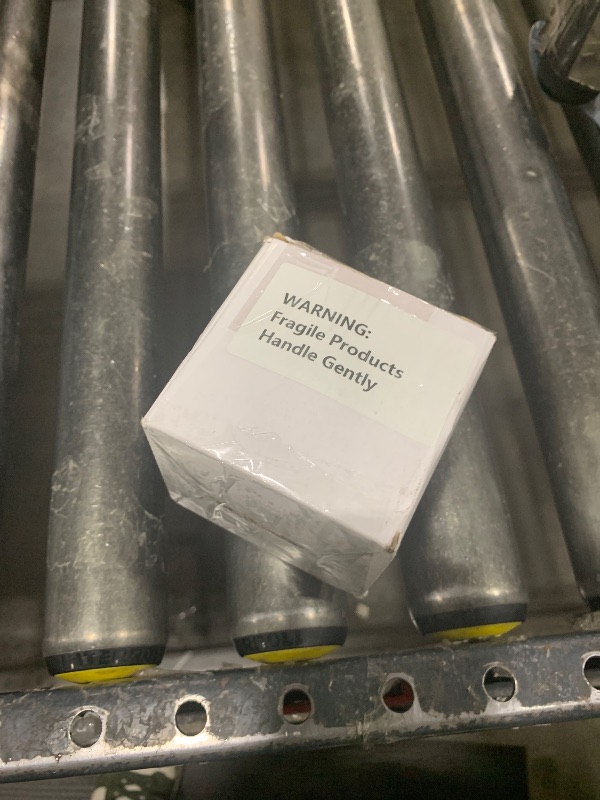 WARNING:
Fragile Products
Handle Gently